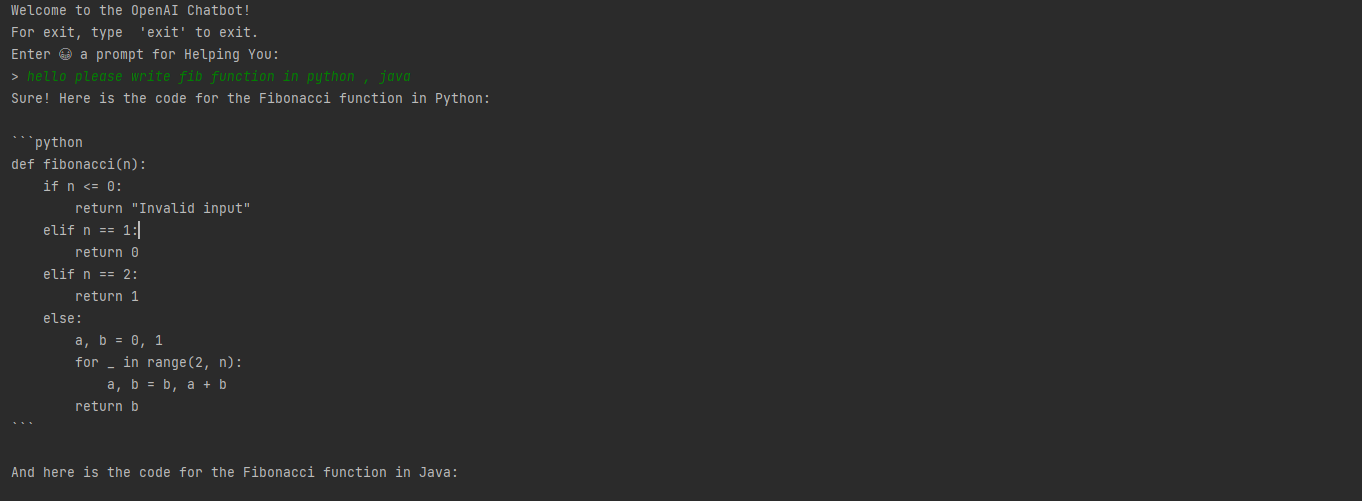 Welcome to the OpenAI Chatbot!
For exit, type  'exit' to exit.
Enter 😀 a prompt for Helping You:
> hello please write fib function in python , java
Sure! Here is the code for the Fibonacci function in Python:

```python
def fibonacci(n):
    if n <= 0:
        return "Invalid input"
    elif n == 1:
        return 0
    elif n == 2:
        return 1
    else:
        a, b = 0, 1
        for _ in range(2, n):
            a, b = b, a + b
        return b
```

And here is the code for the Fibonacci function in Java: